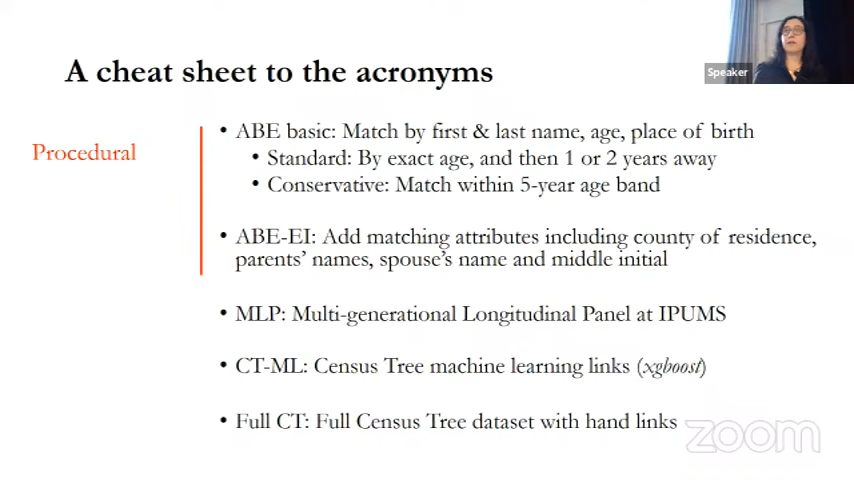 A cheat sheet to the acronyms
Speaker
Procedural
• ABE basic: Match by first & last name, age, place of birth
• Standard: By exact age, and then 1 or 2 years away
• Conservative: Match within 5-year age band
• ABE-EI: Add matching attributes including county of residence,
parents' names, spouse's name and middle initial
• MLP: Multi-generational Longitudinal Panel at IPUMS
• CT-ML: Census Tree machine learning links (xgboost)
• Full CT: Full Census Tree dataset with hand links
zoom